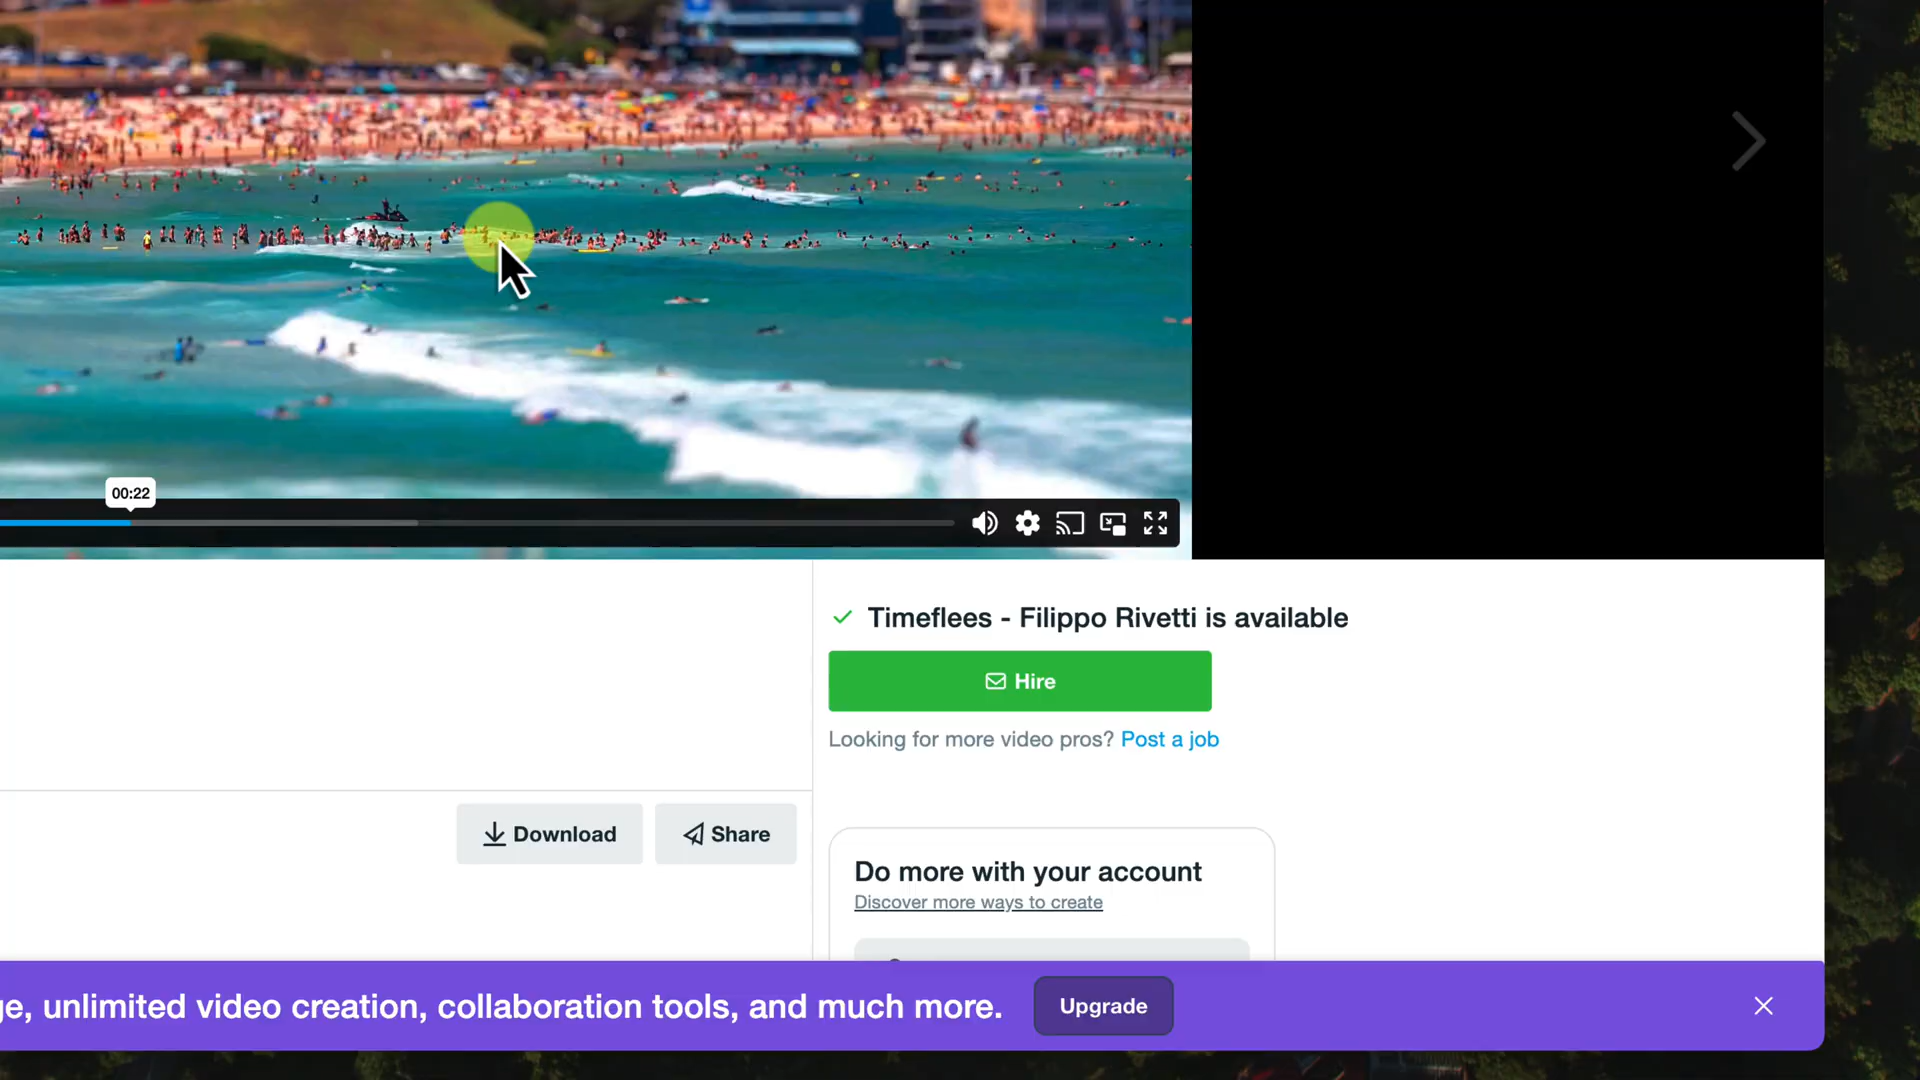 00:22
Timeflees - Filippo Rivetti is available
Hire
Looking for more video pros? Post a job
Download
Share
Do more with your account
Discover more ways to create
unlimited video creation, collaboration tools, and much more.
Upgrade